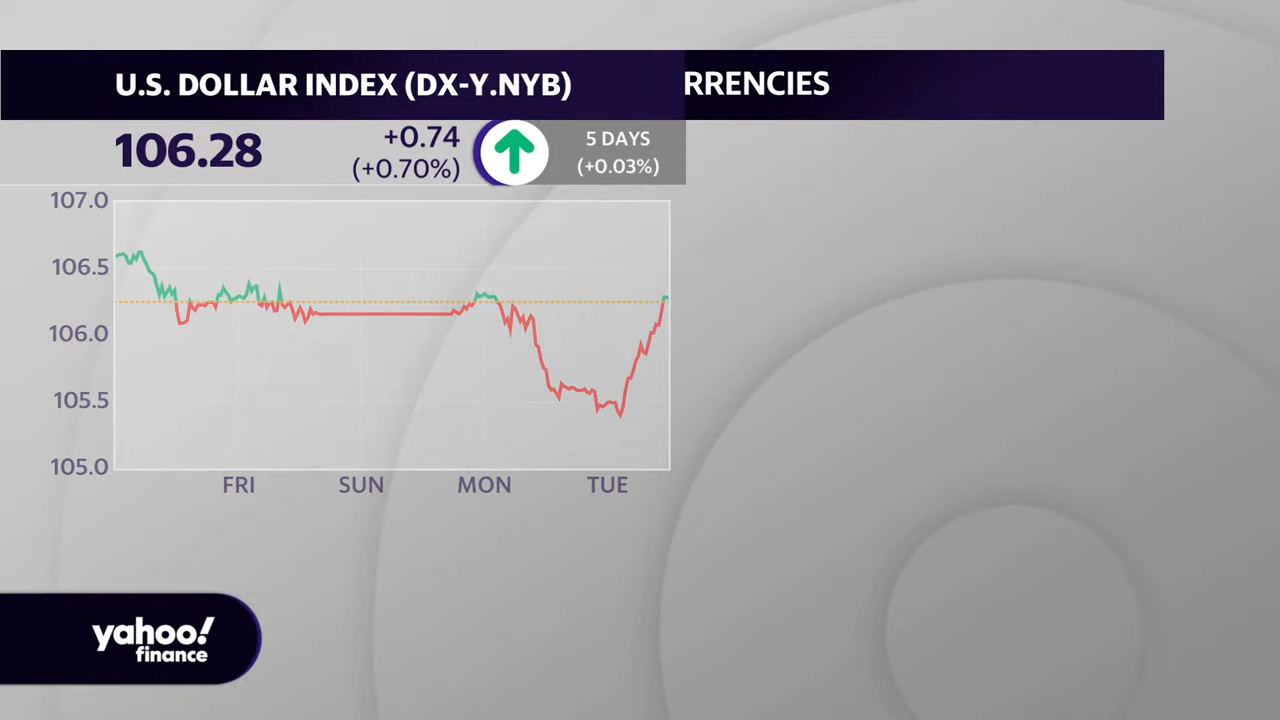 U.S. DOLLAR INDEX (DX-Y.NYB)
RRENCIES
106.28
+0.74
(+0.70%)
5 DAYS
(+0.03%)
107.0
106.5
106.0
105.5
105.0
FRI SUN MON TUE
yahoo!
finance